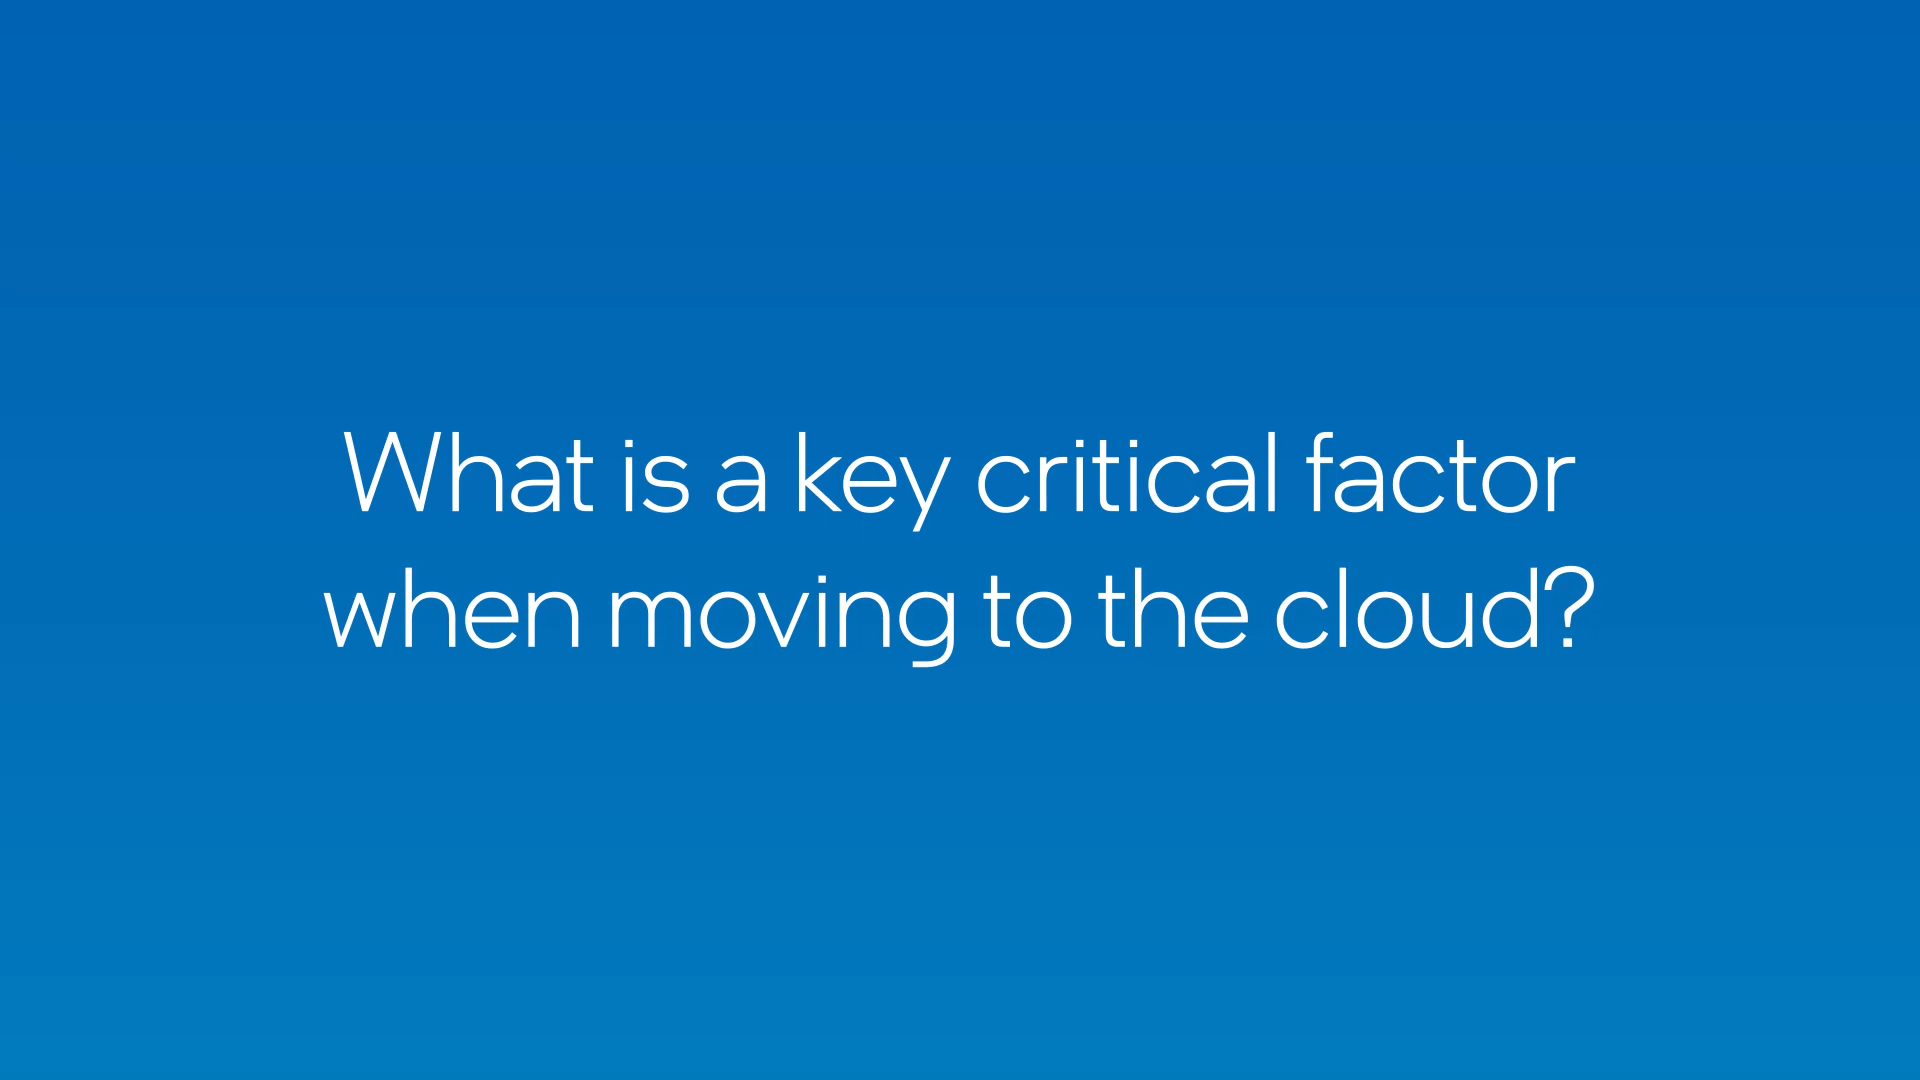 What is a key critical factor
when moving to the cloud?